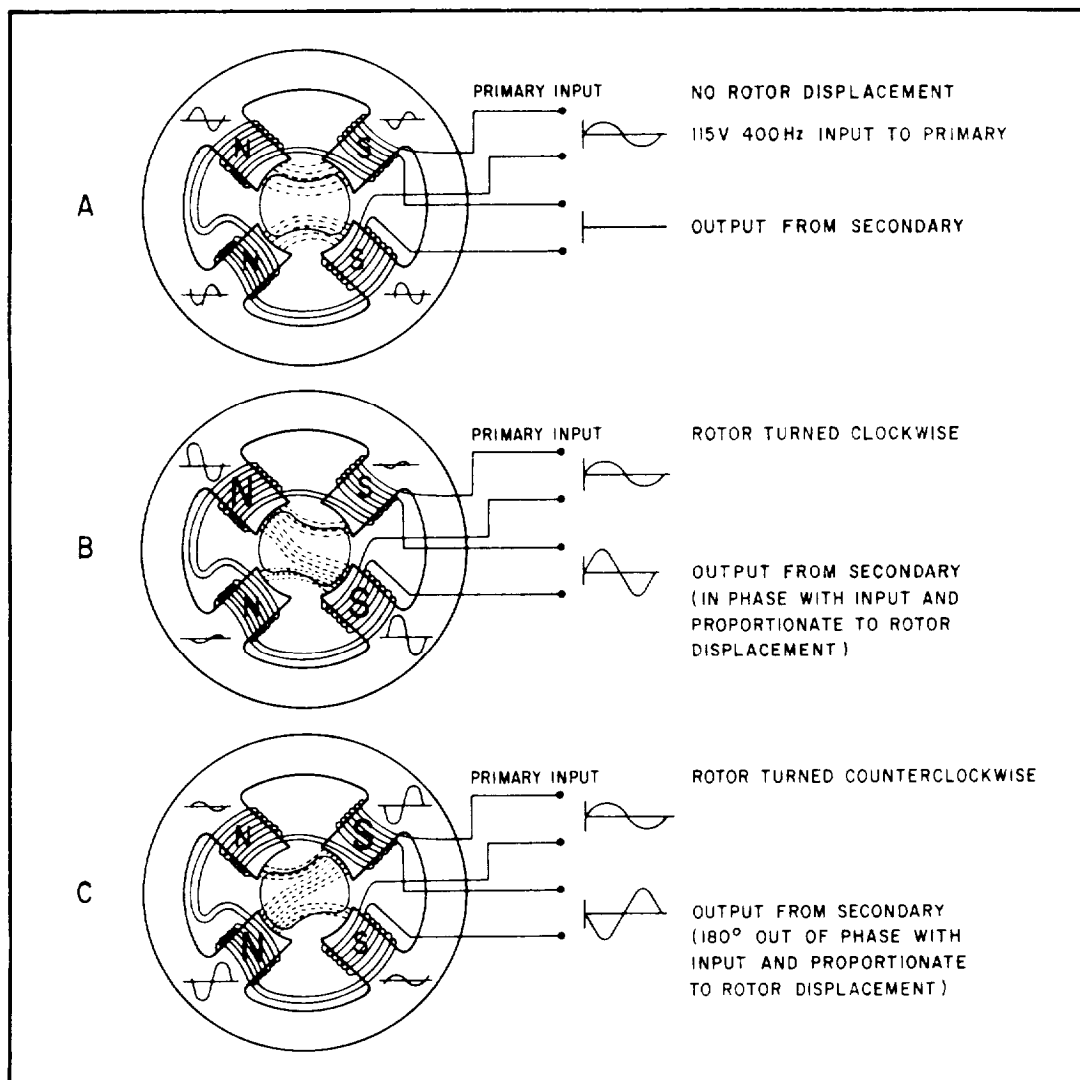 A
N
S
N
S
PRIMARY INPUT
NO ROTOR DISPLACEMENT
115V 400Hz INPUT TO PRIMARY
OUTPUT FROM SECONDARY
B
N
S
N
S
PRIMARY INPUT
ROTOR TURNED CLOCKWISE
OUTPUT FROM SECONDARY
(IN PHASE WITH INPUT AND
PROPORTIONATE TO ROTOR
DISPLACEMENT)
C
N
S
N
S
PRIMARY INPUT
ROTOR TURNED COUNTERCLOCKWISE
OUTPUT FROM SECONDARY
(180° OUT OF PHASE WITH
INPUT AND PROPORTIONATE
TO ROTOR DISPLACEMENT)